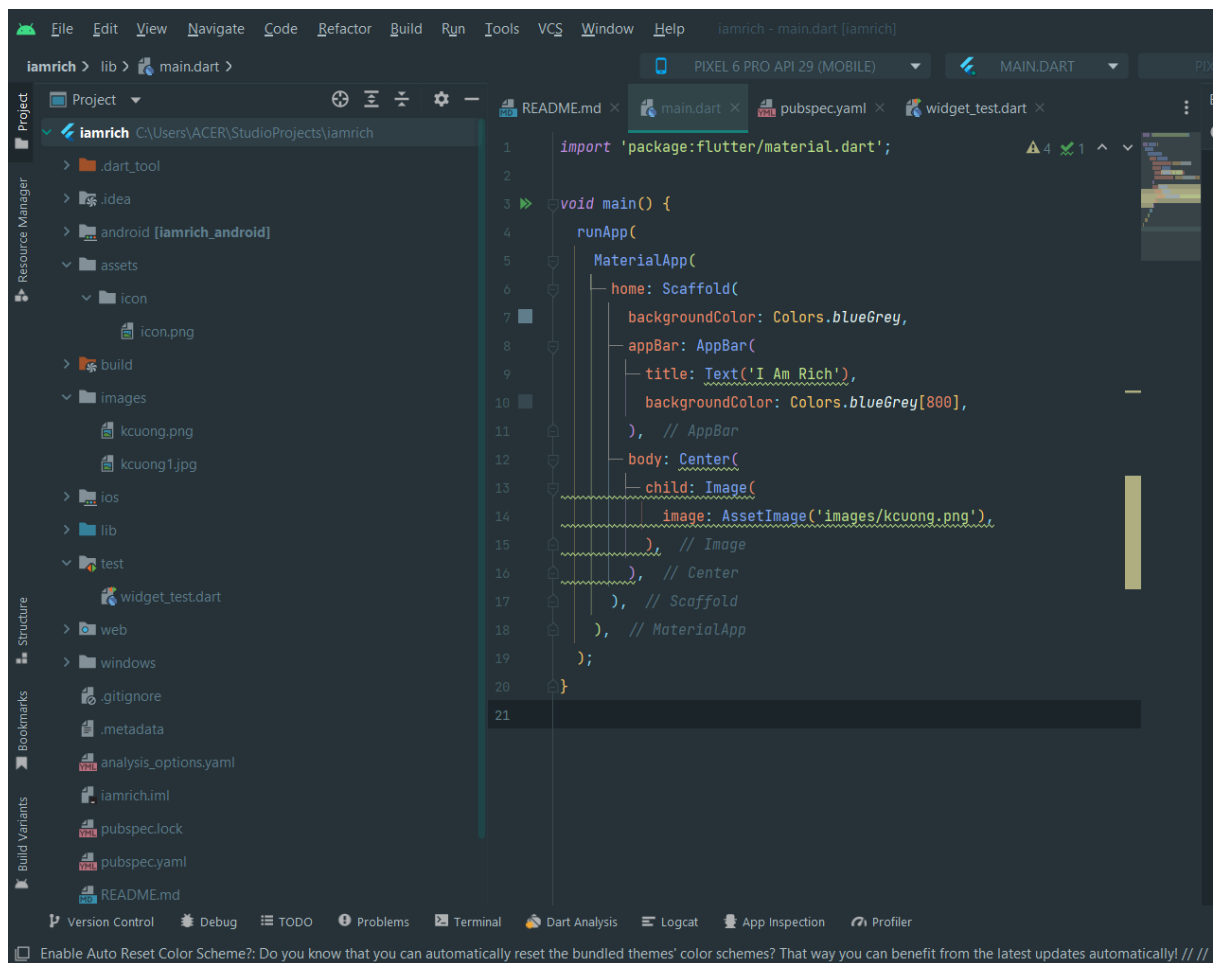 File Edit View Navigate Code Refactor Build Run Tools VCS Window Help iamrich - main.dart [iamrich]
iamrich > lib > main.dart > PIXEL 6 PRO API 29 (MOBILE) MAIN.DART
Project
Resource Manager
Structure
Bookmarks
Build Variants
Project
iamrich C:\Users\ACER\StudioProjects\iamrich
.dart_tool
.idea
android [iamrich_android]
assets
icon
icon.png
build
images
kcuong.png
kcuong1.jpg
ios
lib
test
widget_test.dart
web
windows
.gitignore
.metadata
analysis_options.yaml
iamrich.iml
pubspec.lock
pubspec.yaml
README.md
README.md main.dart pubspec.yaml widget_test.dart
4 1
1 import 'package:flutter/material.dart';
2
3 void main() {
4 runApp(
5 MaterialApp(
6 home: Scaffold(
7 backgroundColor: Colors.blueGrey,
8 appBar: AppBar(
9 title: Text('I Am Rich'),
10 backgroundColor: Colors.blueGrey[800],
11 ), // AppBar
12 body: Center(
13 child: Image(
14 image: AssetImage('images/kcuong.png'),
15 ), // Image
16 ), // Center
17 ), // Scaffold
18 ), // MaterialApp
19 );
20 }
21
Version Control Debug TODO Problems Terminal Dart Analysis Logcat App Inspection Profiler
Enable Auto Reset Color Scheme?: Do you know that you can automatically reset the bundled themes' color schemes? That way you can benefit from the latest updates automatically! // //